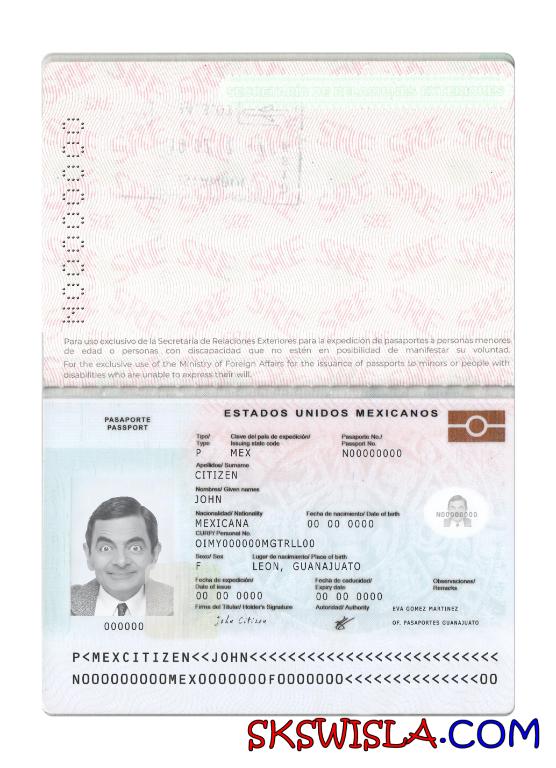 SECRETARÍA DE RELACIONES EXTERIORES
N00000000
Para uso exclusivo de la Secretaría de Relaciones Exteriores para la expedición de pasaportes a personas menores
de edad o personas con discapacidad que no estén en posibilidad de manifestar su voluntad.
For the exclusive use of the Ministry of Foreign Affairs for the issuance of passports to minors or people with
disabilities who are unable to express their will.
ESTADOS UNIDOS MEXICANOS
PASAPORTE
PASSPORT
Tipo/ Clave del país de expedición/ Pasaporte No./
Type Issuing state code Passport No.
P MEX N00000000
Apellidos/ Surname
CITIZEN
Nombres/ Given names
JOHN
Nacionalidad/ Nationality Fecha de nacimiento/ Date of birth
MEXICANA 00 00 0000
N00000000
CURP/ Personal No.
OIMY000000MGTRLL00
Sexo/ Sex Lugar de nacimiento/ Place of birth
F LEON, GUANAJUATO
Fecha de expedición/ Fecha de caducidad/ Observaciones/
Date of issue Expiry date Remarks
00 00 0000 00 00 0000
Firma del Titular/ Holder's Signature Autoridad/ Authority EVA GOMEZ MARTINEZ
John Citizen OF. PASAPORTES GUANAJUATO
000000
P<MEXCITIZEN<<JOHN<<<<<<<<<<<<<<<<<<<<<<<<<<
N000000000MEX0000000F0000000<<<<<<<<<<<<<<00
SKSWISLA.COM